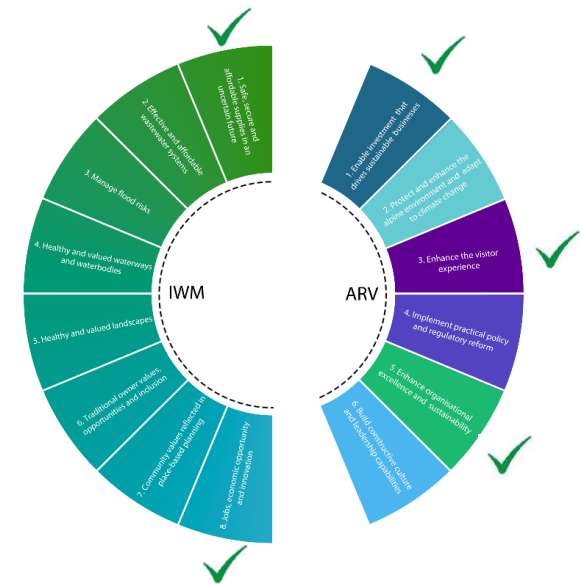 1. Safe, secure and
affordable supplies in an
uncertain future
2. Effective and affordable
wastewater systems
3. Manage flood risks
4. Healthy and valued waterways
and waterbodies
5. Healthy and valued landscapes
6. Traditional owner values,
opportunities and inclusion
7. Community values reflected in
place-based planning
8. Jobs, economic opportunity
and innovation
IWM
ARV
1. Enable investment that
drives sustainable businesses
2. Protect and enhance the
alpine environment and adapt
to climate change
3. Enhance the visitor
experience
4. Implement practical policy
and regulatory reform
5. Enhance organisational
excellence and sustainability
6. Build constructive culture
and leadership capabilities